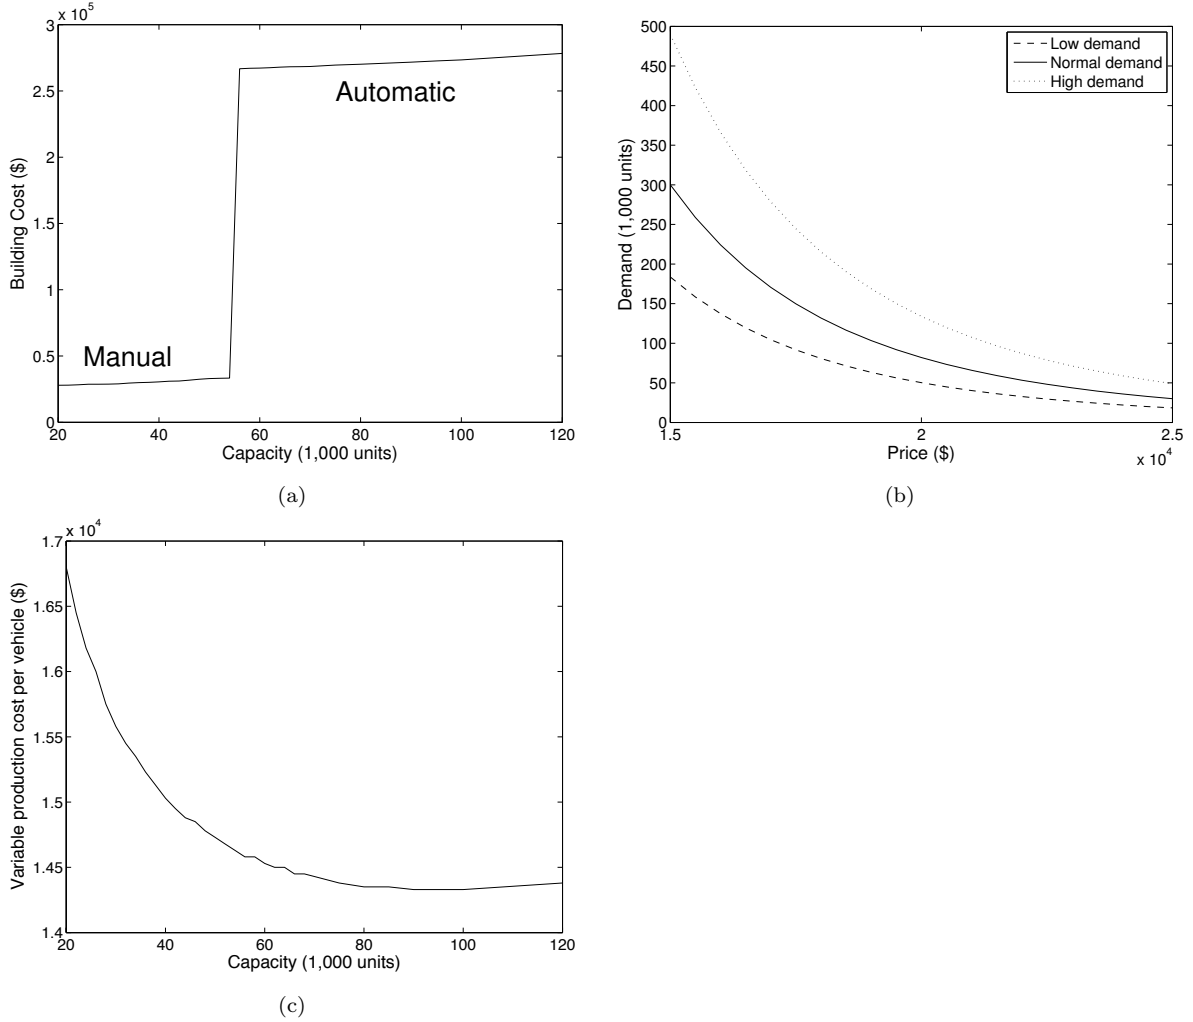 x 10^5
3
2.5
2
1.5
1
0.5
0
Building Cost ($)
Manual
Automatic
20 40 60 80 100 120
Capacity (1,000 units)
(a)
500
450
400
350
300
250
200
150
100
50
0
Demand (1,000 units)
Low demand
Normal demand
High demand
1.5 2 2.5
x 10^4
Price ($)
(b)
x 10^4
1.7
1.65
1.6
1.55
1.5
1.45
1.4
Variable production cost per vehicle ($)
20 40 60 80 100 120
Capacity (1,000 units)
(c)